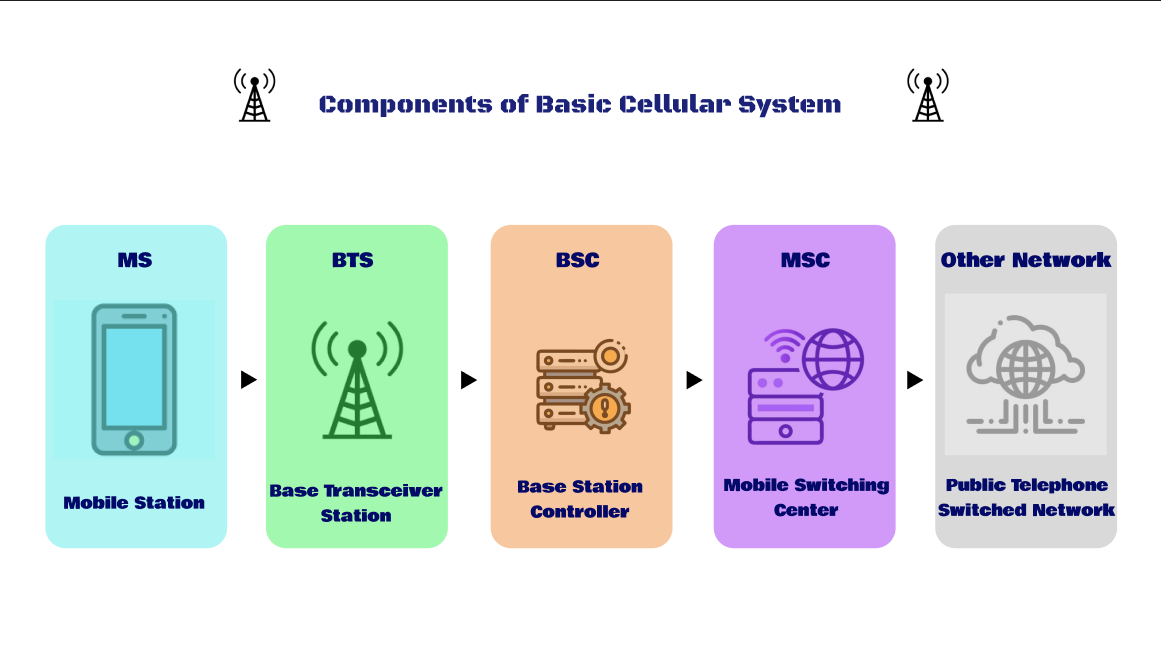 Components of Basic Cellular System
MS
BTS
BSC
MSC
Other Network
Mobile Station
Base Transceiver
Station
Base Station
Controller
Mobile Switching
Center
Public Telephone
Switched Network